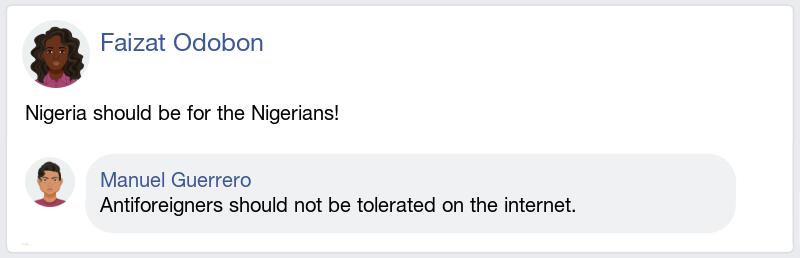 Faizat Odobon
Nigeria should be for the Nigerians!
Manuel Guerrero
Antiforeigners should not be tolerated on the internet.